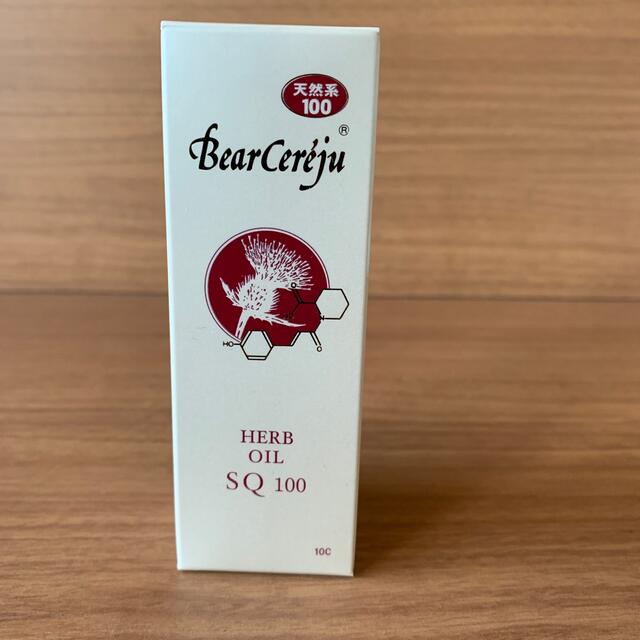 天然系
100
BearCeréju®
O
N
HO
O
HERB
OIL
SQ 100
10C